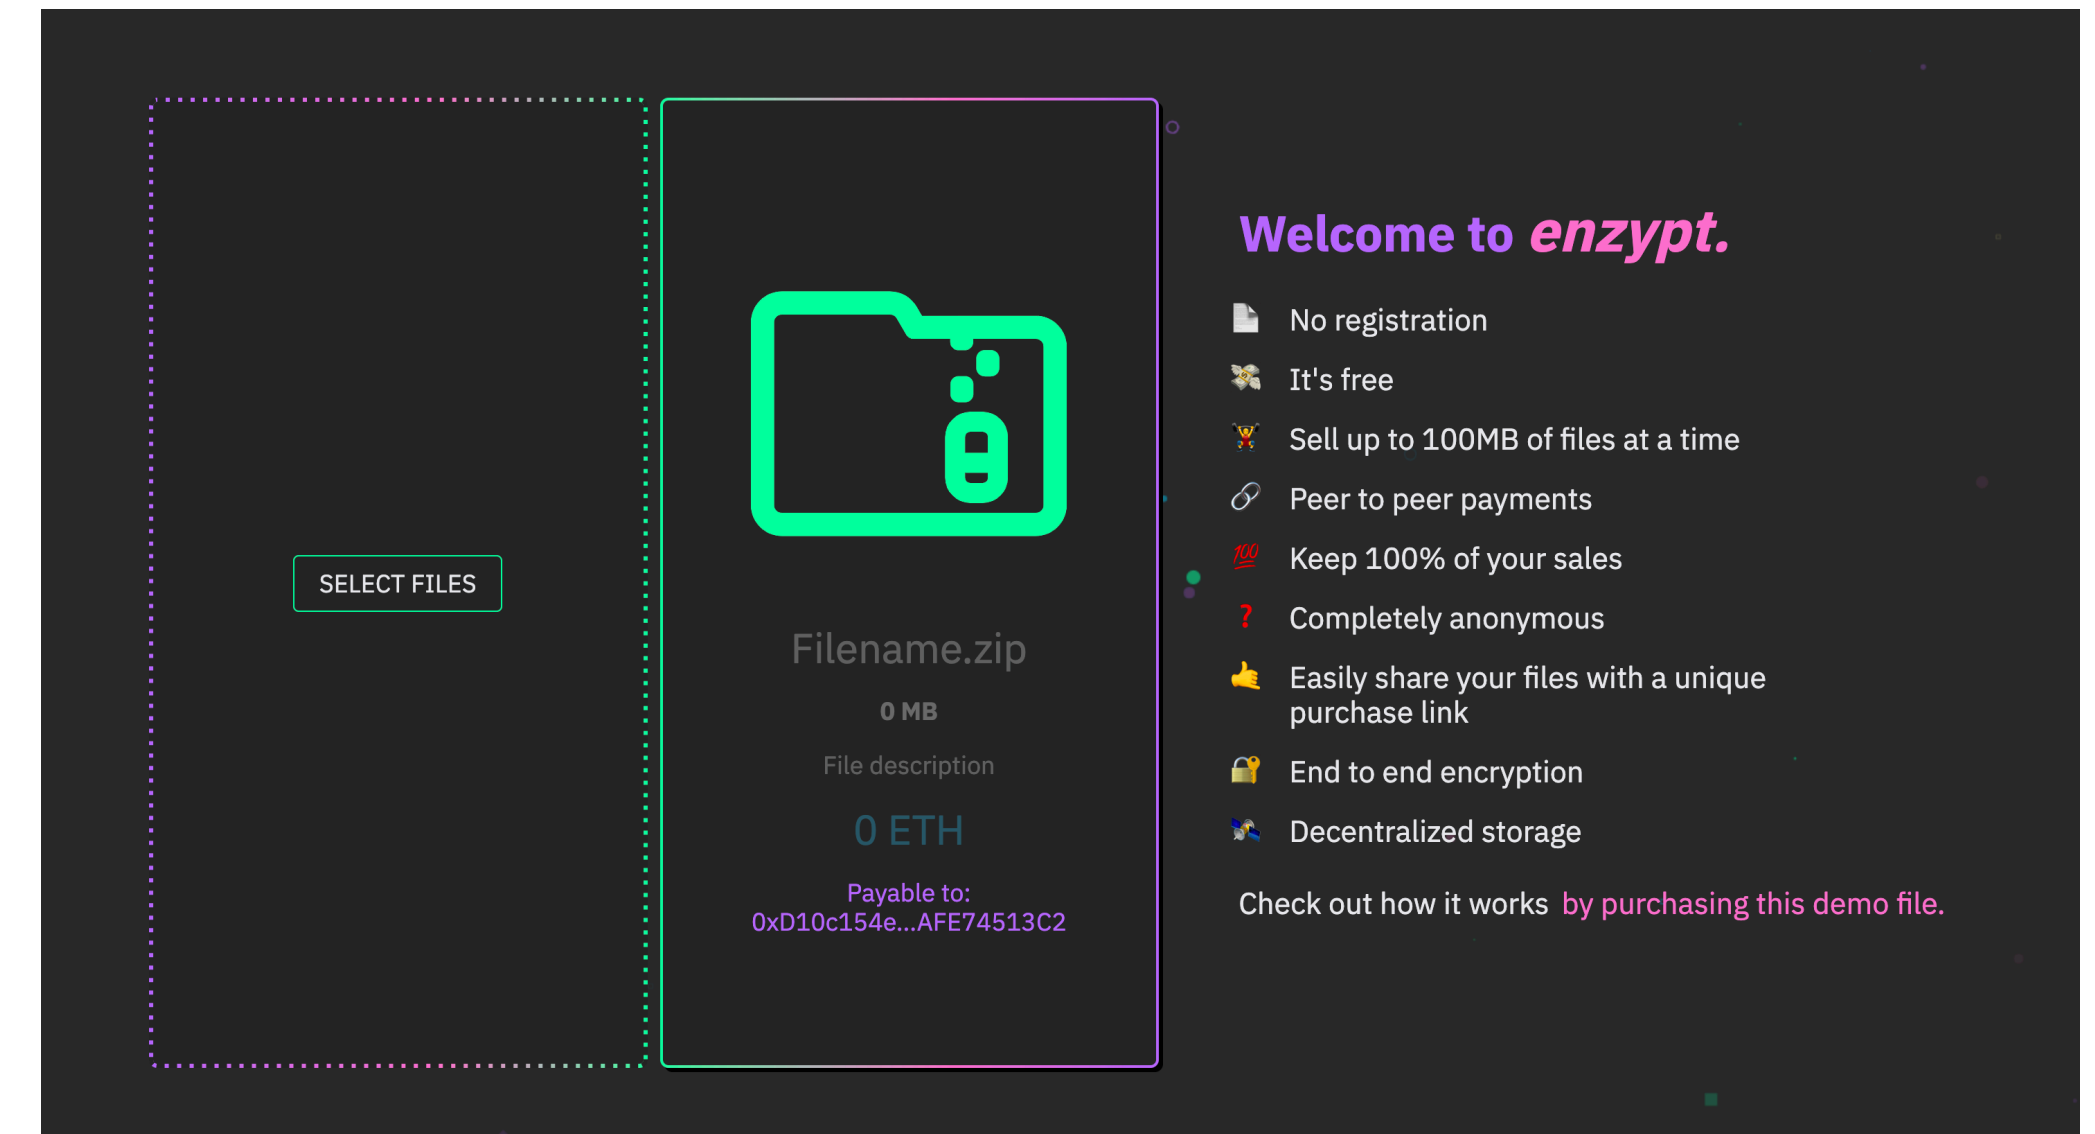 SELECT FILES
Filename.zip
0 MB
File description
0 ETH
Payable to:
0xD10c154e...AFE74513C2
Welcome to enzypt.
No registration
It's free
Sell up to 100MB of files at a time
Peer to peer payments
💯 Keep 100% of your sales
❓ Completely anonymous
Easily share your files with a unique
purchase link
End to end encryption
Decentralized storage
Check out how it works by purchasing this demo file.